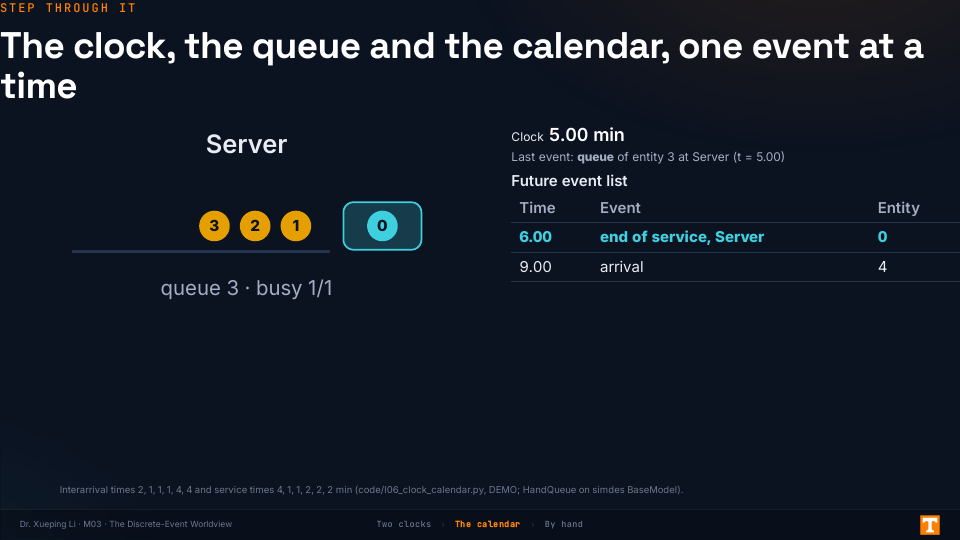 STEP THROUGH IT
The clock, the queue and the calendar, one event at a
time
Server
3 2 1 0
queue 3 · busy 1/1
Clock 5.00 min
Last event: queue of entity 3 at Server (t = 5.00)
Future event list
Time Event Entity
6.00 end of service, Server 0
9.00 arrival 4
Interarrival times 2, 1, 1, 1, 4, 4 and service times 4, 1, 1, 2, 2, 2 min (code/l06_clock_calendar.py, DEMO; HandQueue on simdes BaseModel).
Dr. Xueping Li · M03 · The Discrete-Event Worldview
Two clocks › The calendar › By hand
T